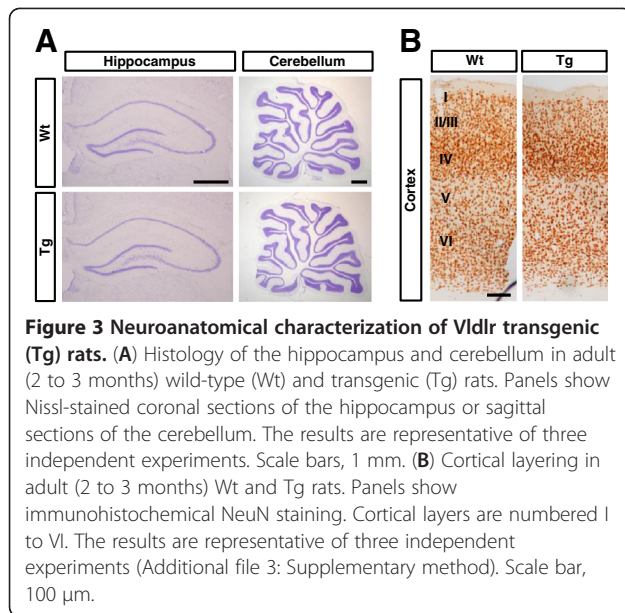 A
B
Hippocampus
Cerebellum
Wt
Tg
Wt
Tg
Cortex
I
II/III
IV
V
VI
Figure 3 Neuroanatomical characterization of Vldlr transgenic
(Tg) rats. (A) Histology of the hippocampus and cerebellum in adult
(2 to 3 months) wild-type (Wt) and transgenic (Tg) rats. Panels show
Nissl-stained coronal sections of the hippocampus or sagittal
sections of the cerebellum. The results are representative of three
independent experiments. Scale bars, 1 mm. (B) Cortical layering in
adult (2 to 3 months) Wt and Tg rats. Panels show
immunohistochemical NeuN staining. Cortical layers are numbered I
to VI. The results are representative of three independent
experiments (Additional file 3: Supplementary method). Scale bar,
100 μm.